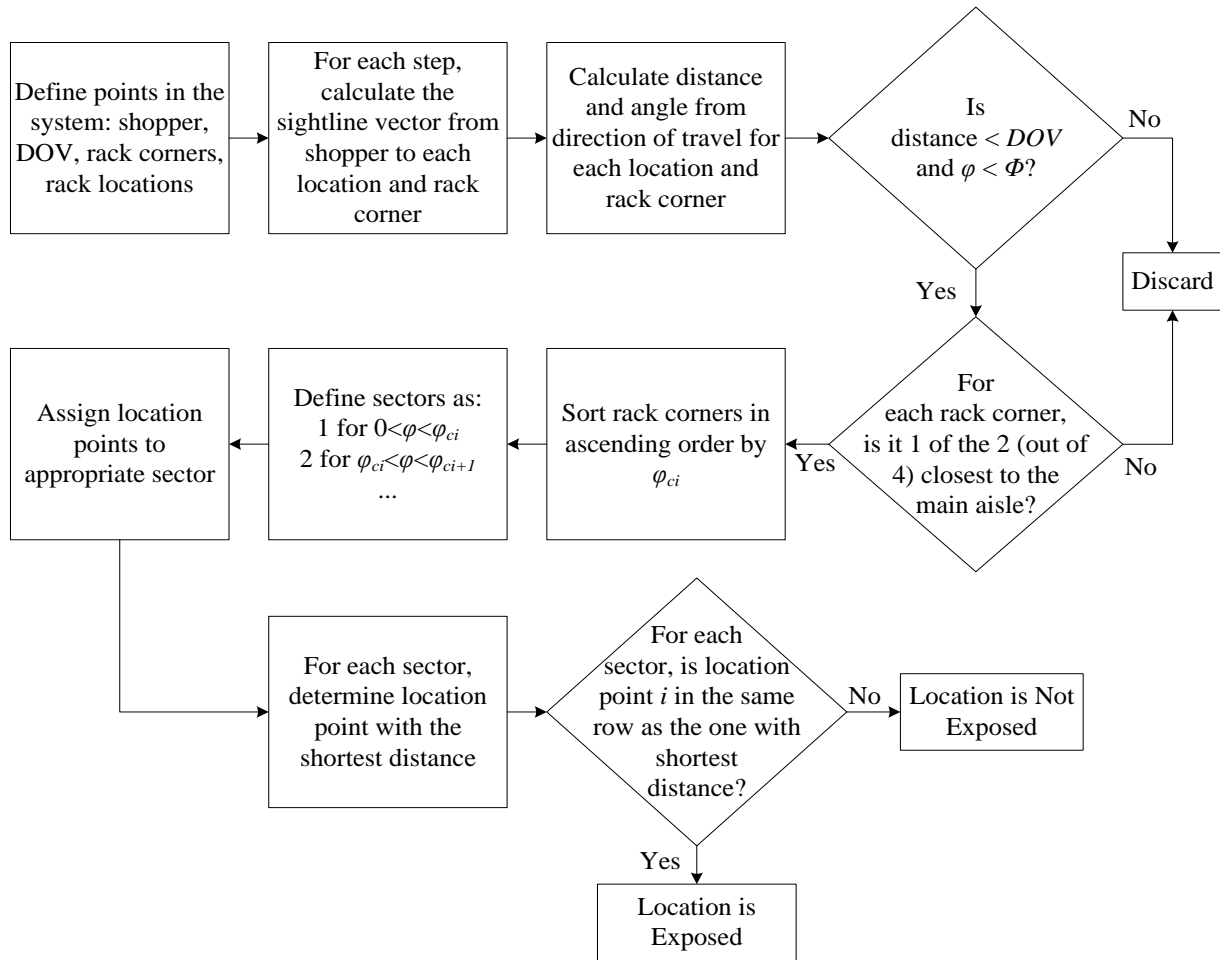 Define points in the
system: shopper,
DOV, rack corners,
rack locations
For each step,
calculate the
sightline vector from
shopper to each
location and rack
corner
Calculate distance
and angle from
direction of travel for
each location and
rack corner
Is
distance < DOV
and φ < Φ?
No
Yes
Discard
For
each rack corner,
is it 1 of the 2 (out of
4) closest to the
main aisle?
No
Yes
Sort rack corners in
ascending order by
φci
Define sectors as:
1 for 0<φ<φci
2 for φci<φ<φci+1
...
Assign location
points to
appropriate sector
For each sector,
determine location
point with the
shortest distance
For each
sector, is location
point i in the same
row as the one with
shortest
distance?
No
Location is Not
Exposed
Yes
Location is
Exposed